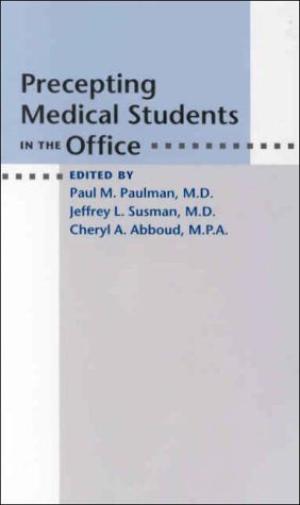 Precepting
Medical Students
IN THE Office
EDITED BY
Paul M. Paulman, M.D.
Jeffrey L. Susman, M.D.
Cheryl A. Abboud, M.P.A.